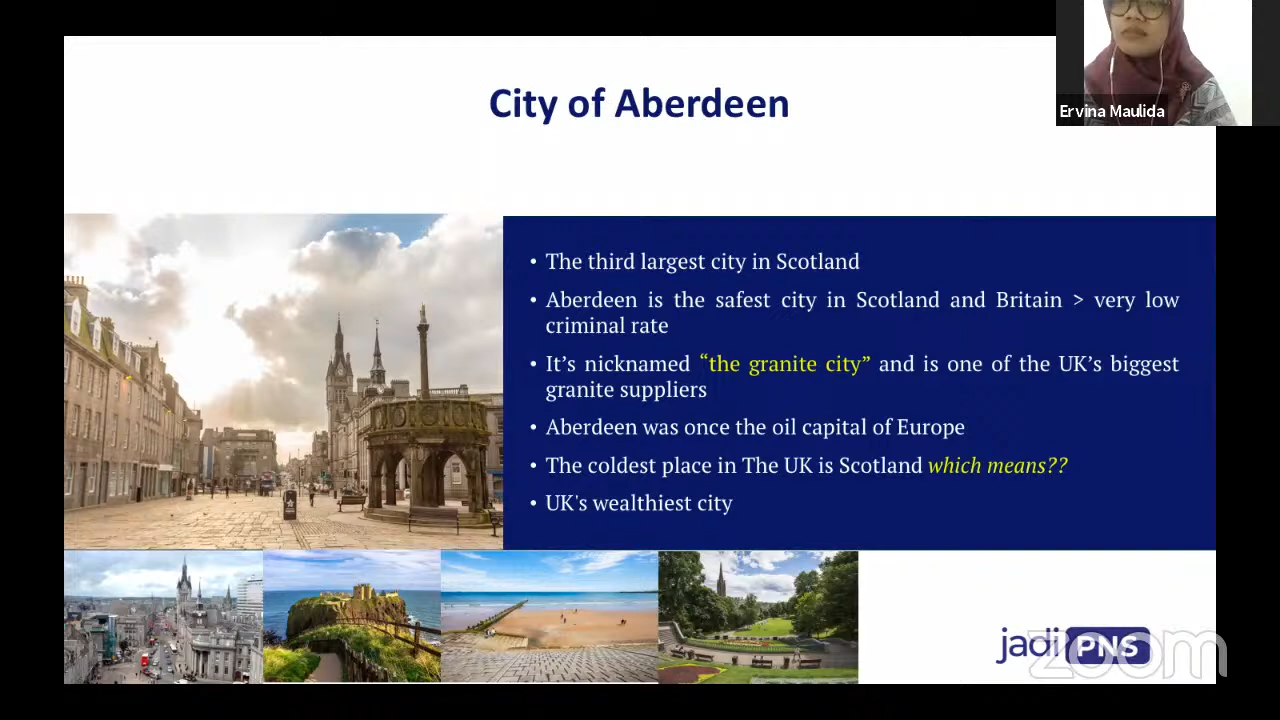 City of Aberdeen
Ervina Maulida
• The third largest city in Scotland
• Aberdeen is the safest city in Scotland and Britain > very low
criminal rate
• It’s nicknamed “the granite city” and is one of the UK’s biggest
granite suppliers
• Aberdeen was once the oil capital of Europe
• The coldest place in The UK is Scotland which means??
• UK's wealthiest city
jadi PNS
zoom